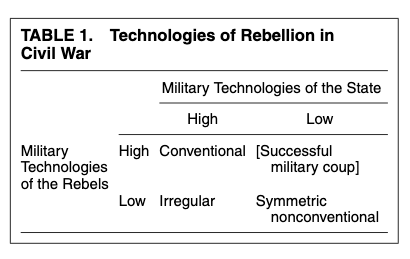 TABLE 1. Technologies of Rebellion in
Civil War
Military Technologies of the State
High Low
Military Technologies of the Rebels High Conventional [Successful military coup]
Low Irregular Symmetric nonconventional